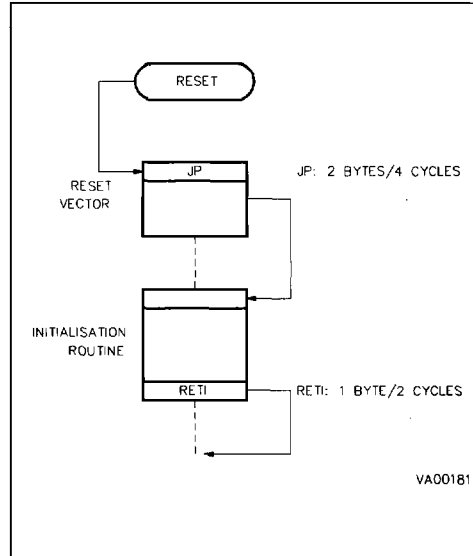 RESET
JP
JP: 2 BYTES/4 CYCLES
RESET
VECTOR
INITIALISATION
ROUTINE
RETI
RETI: 1 BYTE/2 CYCLES
VA00181